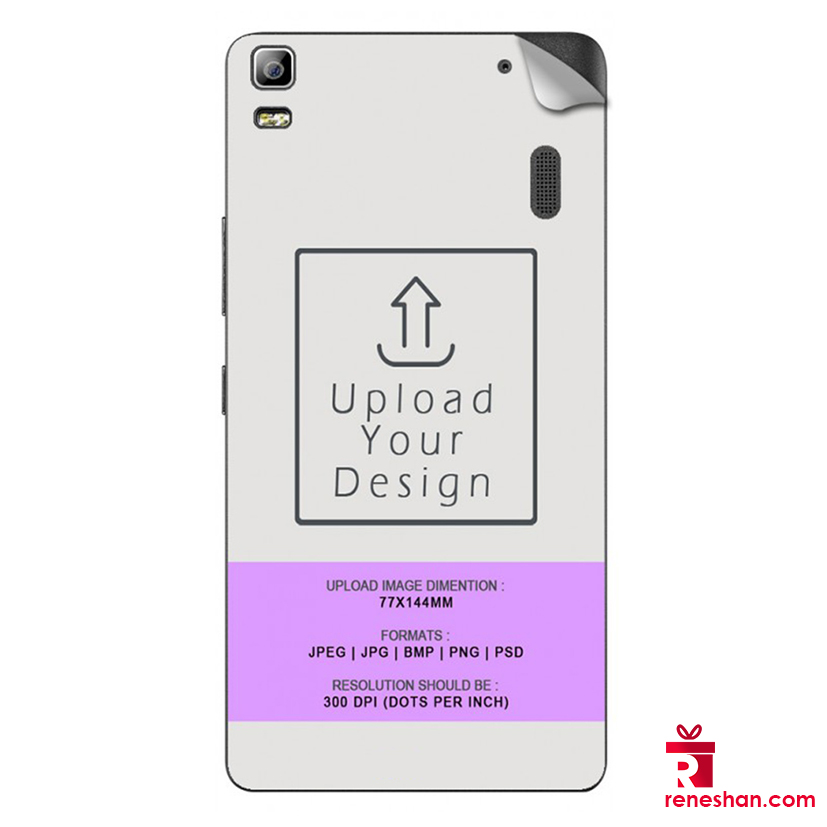 Upload
Your
Design
UPLOAD IMAGE DIMENTION :
77X144MM
FORMATS :
JPEG | JPG | BMP | PNG | PSD
RESOLUTION SHOULD BE :
300 DPI (DOTS PER INCH)
R
reneshan.com